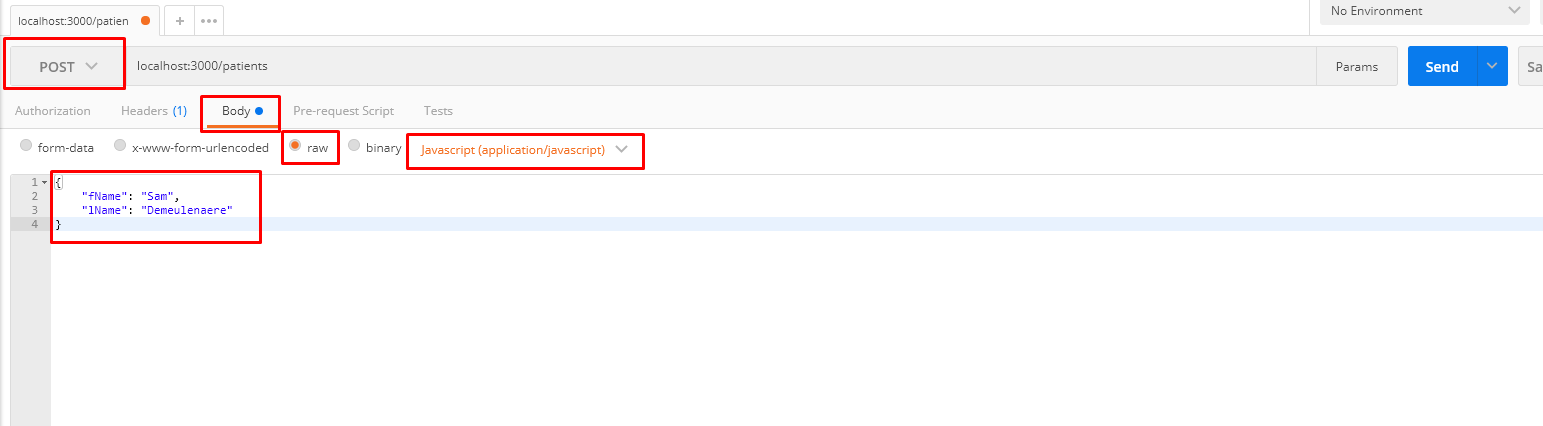 localhost:3000/patien
No Environment
POST localhost:3000/patients Params Send Sa
Authorization Headers (1) Body Pre-request Script Tests
form-data x-www-form-urlencoded raw binary Javascript (application/javascript)
1 {
2 "fName": "Sam",
3 "lName": "Demeulenaere"
4 }